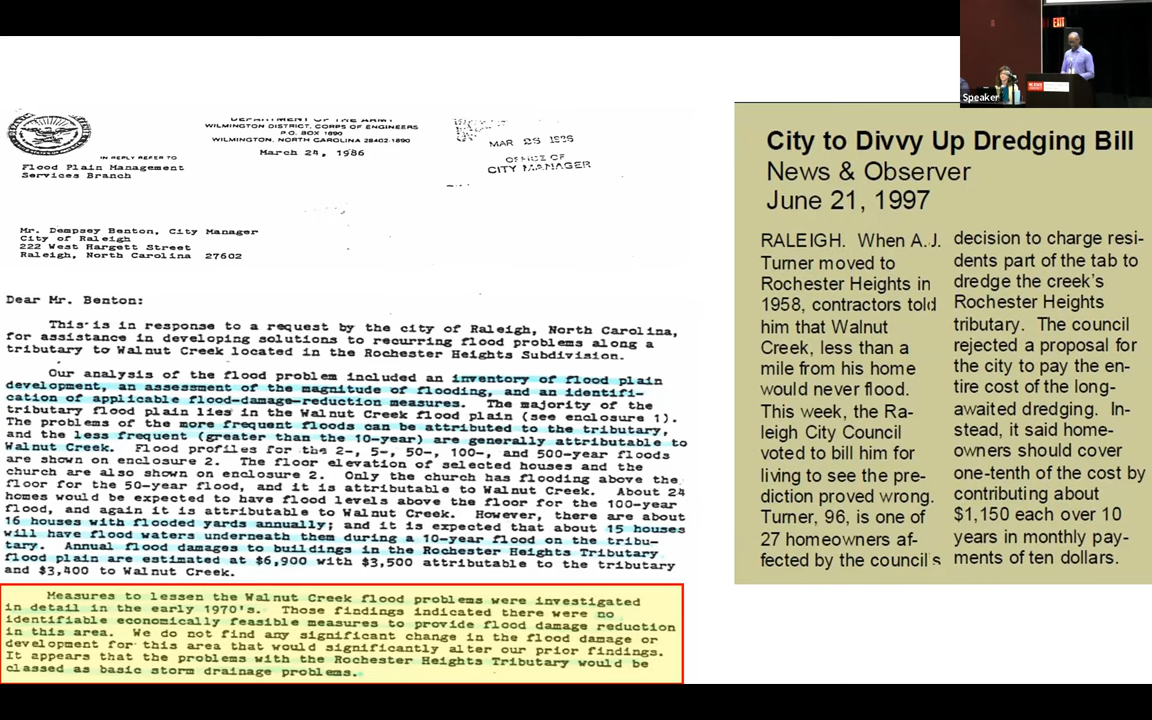 EXIT
Speaker
DEPARTMENT OF THE ARMY
WILMINGTON DISTRICT, CORPS OF ENGINEERS
P.O. BOX 1890
WILMINGTON, NORTH CAROLINA 28402-1890
IN REPLY REFER TO
March 24, 1986
Flood Plain Management
Services Branch
MAR 26 1986
OFFICE OF
CITY MANAGER
Mr. Dempsey Benton, City Manager
City of Raleigh
222 West Hargett Street
Raleigh, North Carolina 27602
Dear Mr. Benton:
This is in response to a request by the city of Raleigh, North Carolina,
for assistance in developing solutions to recurring flood problems along a
tributary to Walnut Creek located in the Rochester Heights Subdivision.
Our analysis of the flood problem included an inventory of flood plain
development, an assessment of the magnitude of flooding, and an identifi-
cation of applicable flood-damage-reduction measures. The majority of the
tributary flood plain lies in the Walnut Creek flood plain (see enclosure 1).
The problems of the more frequent floods can be attributed to the tributary,
and the less frequent (greater than the 10-year) are generally attributable to
Walnut Creek. Flood profiles for the 2-, 5-, 50-, 100-, and 500-year floods
are shown on enclosure 2. The floor elevation of selected houses and the
church are also shown on enclosure 2. Only the church has flooding above the
floor for the 50-year flood, and it is attributable to Walnut Creek. About 24
homes would be expected to have flood levels above the floor for the 100-year
flood, and again it is attributable to Walnut Creek. However, there are about
16 houses with flooded yards annually; and it is expected that about 15 houses
will have flood waters underneath them during a 10-year flood on the tribu-
tary. Annual flood damages to buildings in the Rochester Heights Tributary
flood plain are estimated at $6,900 with $3,500 attributable to the tributary
and $3,400 to Walnut Creek.
Measures to lessen the Walnut Creek flood problems were investigated
in detail in the early 1970's. Those findings indicated there were no
identifiable economically feasible measures to provide flood damage reduction
in this area. We do not find any significant change in the flood damage or
development for this area that would significantly alter our prior findings.
It appears that the problems with the Rochester Heights Tributary would be
classed as basic storm drainage problems.
City to Divvy Up Dredging Bill
News & Observer
June 21, 1997
RALEIGH. When A.J.
Turner moved to
Rochester Heights in
1958, contractors told
him that Walnut
Creek, less than a
mile from his home
would never flood.
This week, the Ra-
leigh City Council
voted to bill him for
living to see the pre-
diction proved wrong.
Turner, 96, is one of
27 homeowners af-
fected by the council's
decision to charge resi-
dents part of the tab to
dredge the creek's
Rochester Heights
tributary. The council
rejected a proposal for
the city to pay the en-
tire cost of the long-
awaited dredging. In-
stead, it said home-
owners should cover
one-tenth of the cost by
contributing about
$1,150 each over 10
years in monthly pay-
ments of ten dollars.